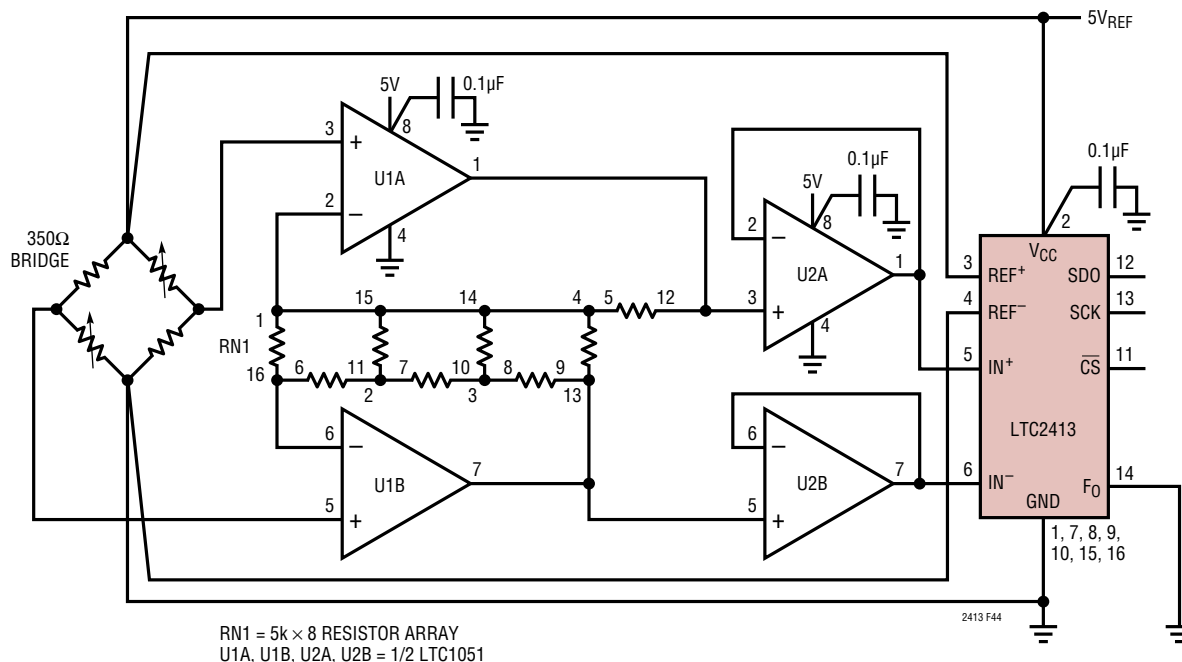 5VREF
350Ω
BRIDGE
3
+
2
−
U1A
1
5V
8
0.1µF
4
RN1
1
16
15
14
4
5
12
6
11
2
7
10
3
8
9
13
6
−
5
+
U1B
7
2
−
3
+
U2A
1
5V
8
0.1µF
4
6
−
5
+
U2B
7
0.1µF
2
VCC
3
REF+
4
REF−
5
IN+
6
IN−
SDO
12
SCK
13
CS
11
LTC2413
GND
FO
14
1, 7, 8, 9,
10, 15, 16
2413 F44
RN1 = 5k × 8 RESISTOR ARRAY
U1A, U1B, U2A, U2B = 1/2 LTC1051